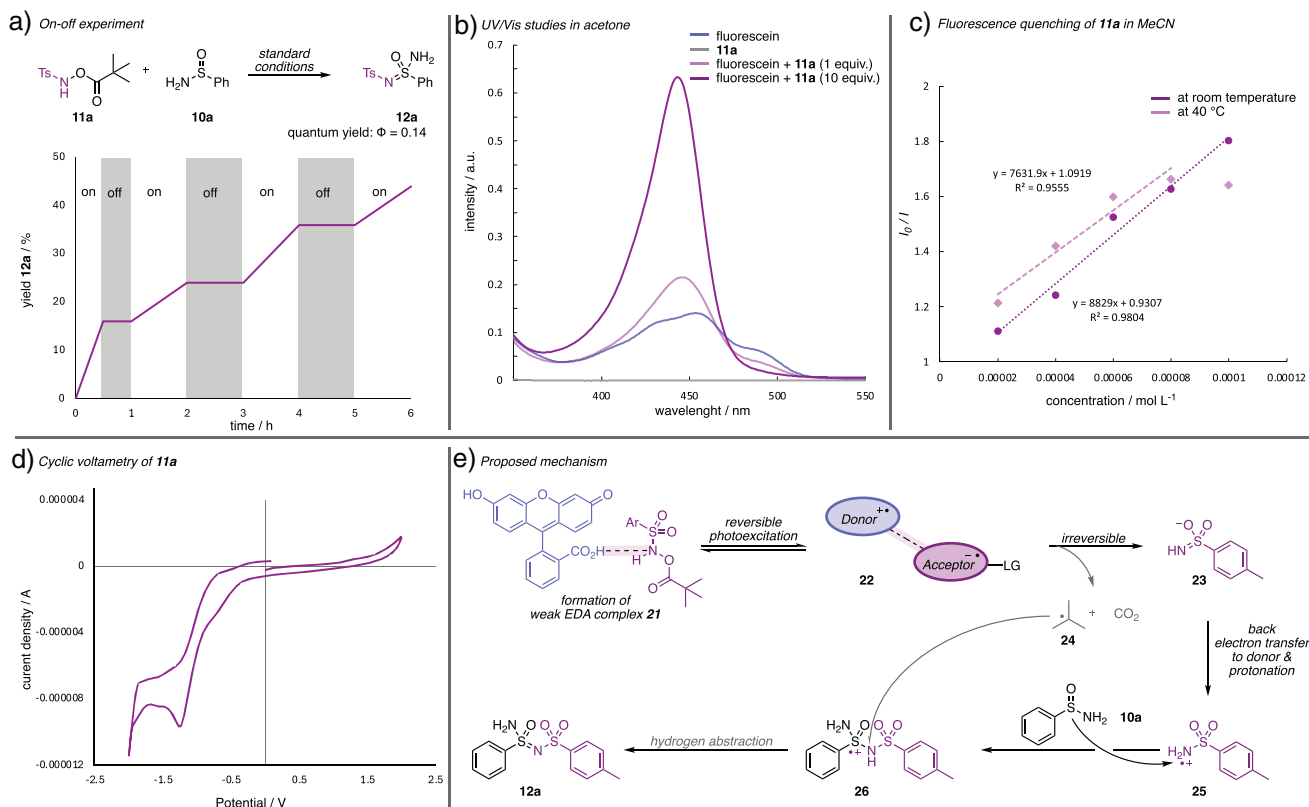 a) On-off experiment
Ts
N
H
O
O
11a
+
O
S
H2N
Ph
10a
standard
conditions
O
NH2
S
Ts
N
Ph
12a
quantum yield: Φ = 0.14
50
40
30
20
10
0
yield 12a / %
on
off
on
off
on
off
on
0
1
2
3
4
5
6
time / h
b) UV/Vis studies in acetone
fluorescein
11a
fluorescein + 11a (1 equiv.)
fluorescein + 11a (10 equiv.)
0.7
0.6
0.5
0.4
0.3
0.2
0.1
0
intensity / a.u.
400
450
500
550
wavelenght / nm
c) Fluorescence quenching of 11a in MeCN
at room temperature
at 40 °C
2
1.8
1.6
1.4
1.2
1
I0 / I
y = 7631.9x + 1.0919
R² = 0.9555
y = 8829x + 0.9307
R² = 0.9804
0
0.00002
0.00004
0.00006
0.00008
0.0001
0.00012
concentration / mol L-1
d) Cyclic voltametry of 11a
0.000004
0
-0.000004
-0.000008
-0.000012
curent density / A
-2.5
-1.5
-0.5
0.5
1.5
2.5
Potential / V
e) Proposed mechanism
HO
O
O
CO2H
Ar
O
S
O
N
H
O
O
formation of
weak EDA complex 21
reversible
photoexcitation
Donor
+•
Acceptor
−•
LG
22
irreversible
-O
O
S
HN
23
24
+
CO2
back
electron transfer
to donor &
protonation
O
S
NH2
10a
O
O
S
H2N
•+
25
H2N
O
O
O
S
S
•+
N
H
26
hydrogen abstraction
H2N
O
O
O
S
S
N
12a